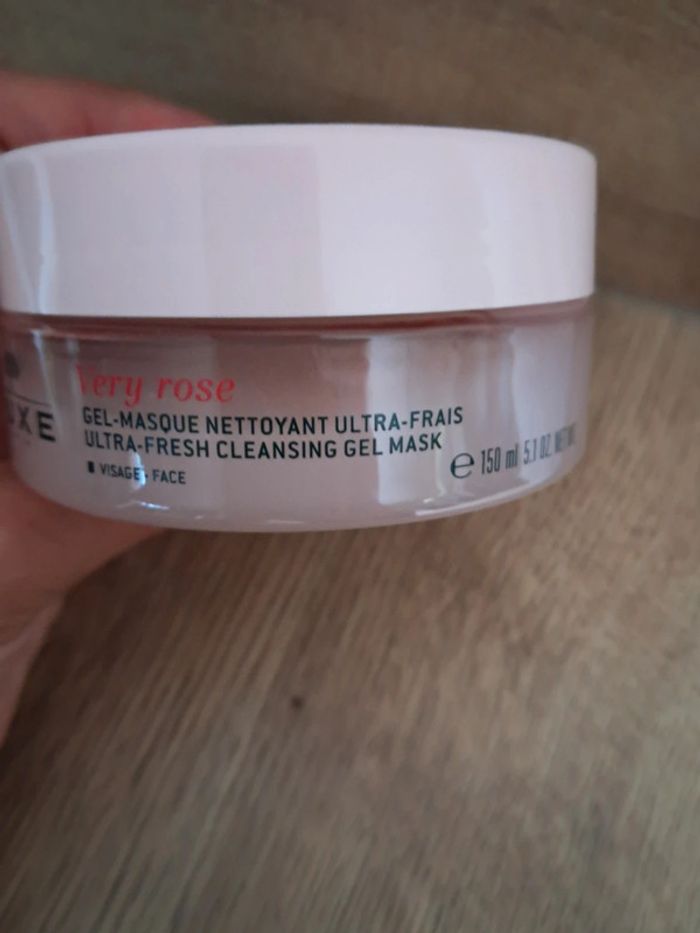 Very rose
GEL-MASQUE NETTOYANT ULTRA-FRAIS
ULTRA-FRESH CLEANSING GEL MASK
VISAGE - FACE
UXE
e 150 ml 5.1 OZ.